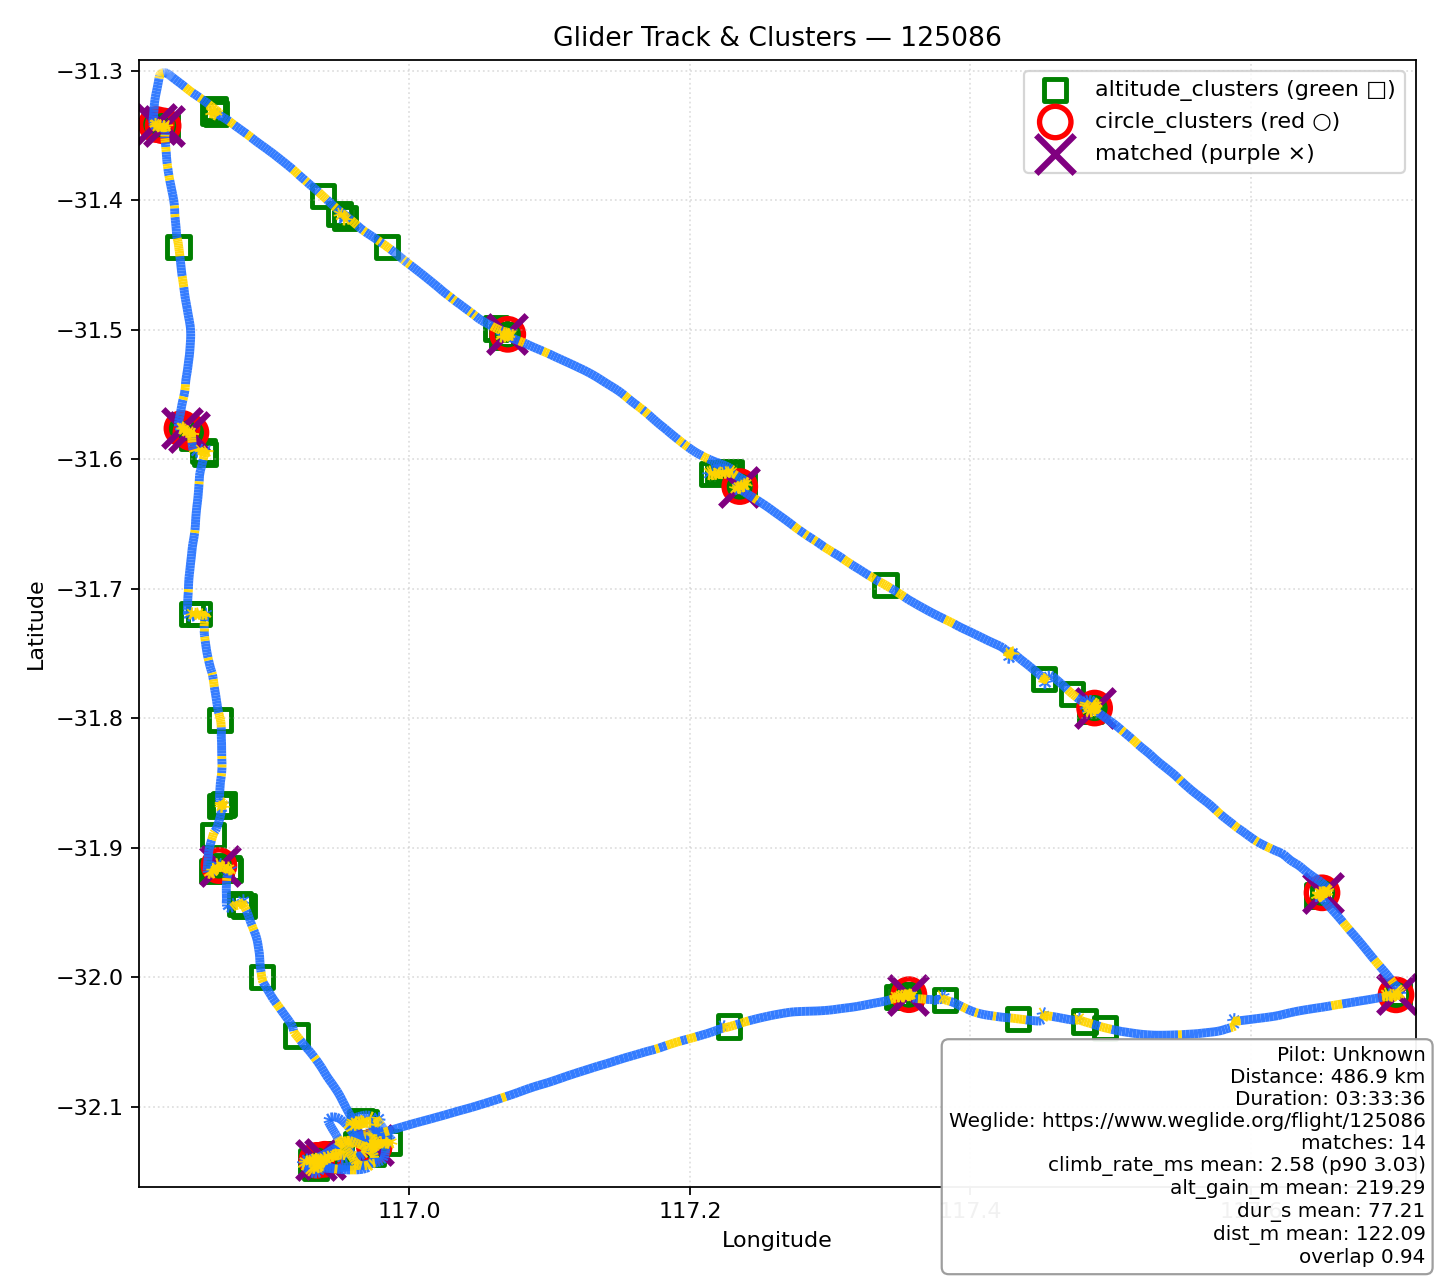 Glider Track & Clusters — 125086
altitude_clusters (green □)
circle_clusters (red ○)
matched (purple ×)
−31.3
−31.4
−31.5
−31.6
−31.7
−31.8
−31.9
−32.0
−32.1
Latitude
117.0
117.2
117.4
Longitude
Pilot: Unknown
Distance: 486.9 km
Duration: 03:33:36
Weglide: https://www.weglide.org/flight/125086
matches: 14
climb_rate_ms mean: 2.58 (p90 3.03)
alt_gain_m mean: 219.29
dur_s mean: 77.21
dist_m mean: 122.09
overlap 0.94